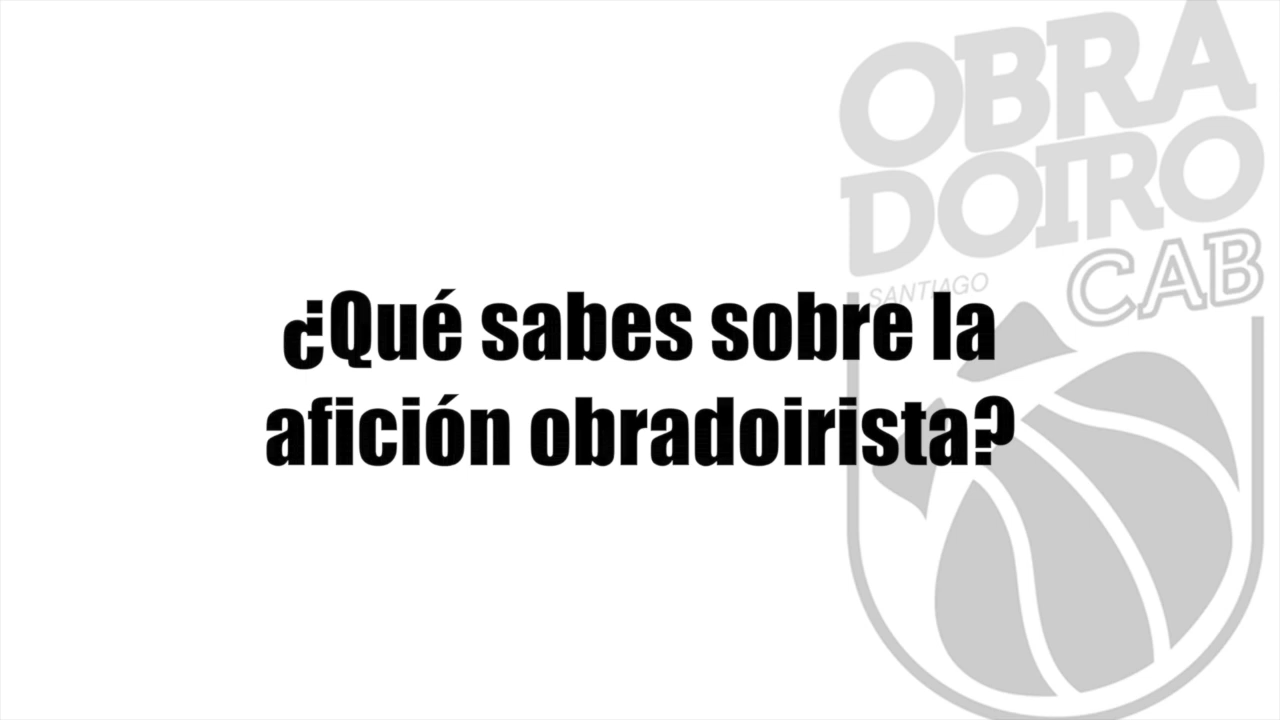 OBRA
DOIRO
SANTIAGO
CAB
¿Qué sabes sobre la
afición obradoirista?